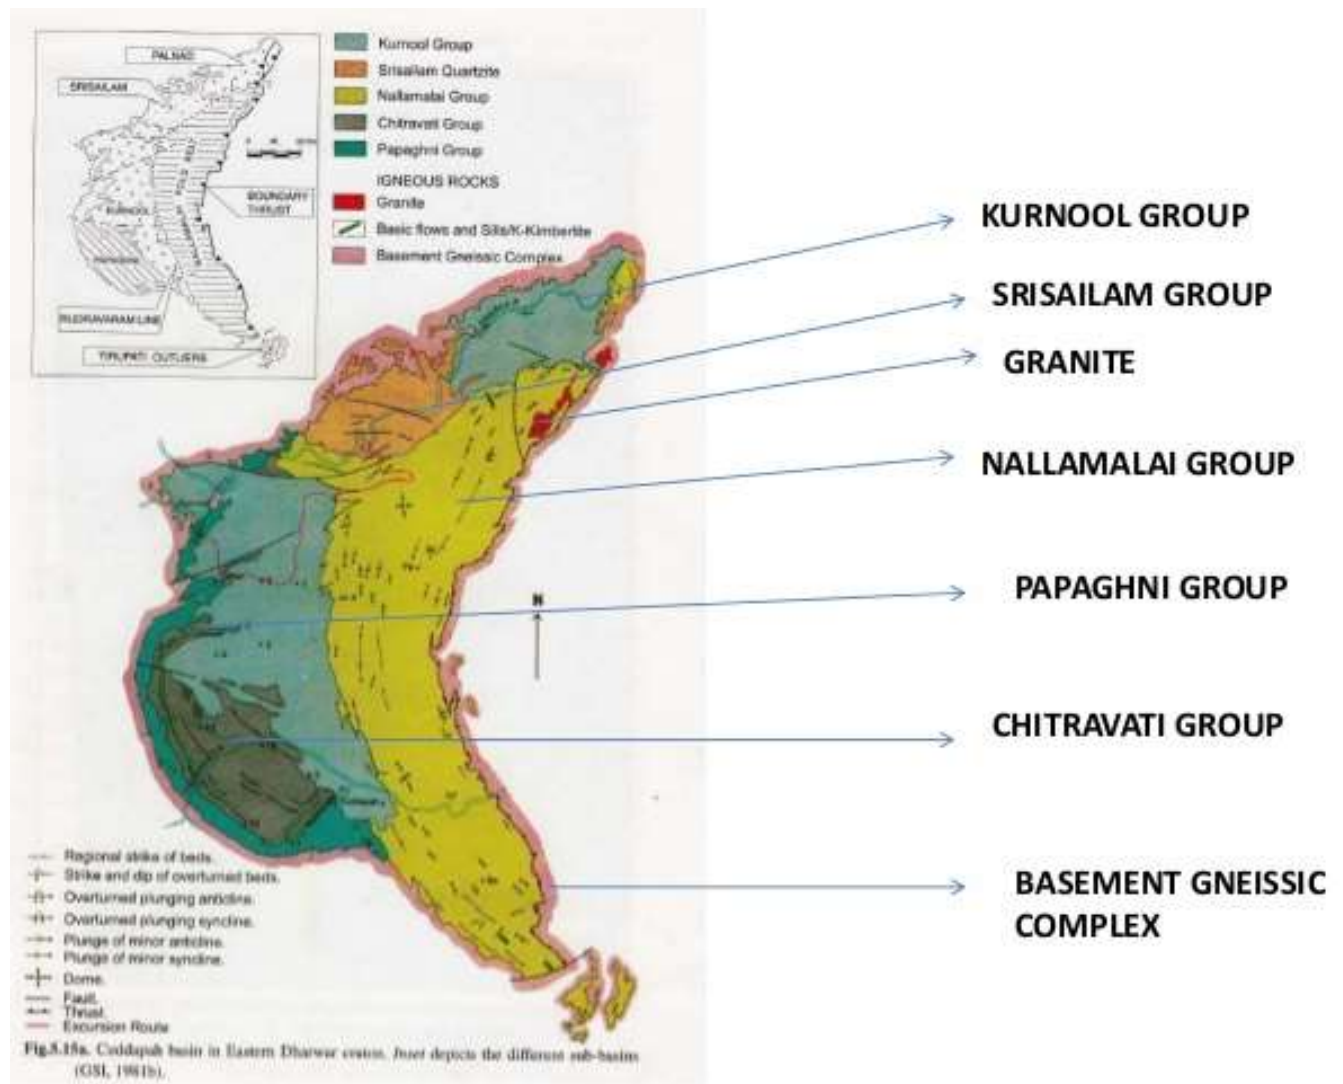 PALNAD
SRISAILAM
KURNOOL
BOUNDARY
THRUST
RUDRAVARAM LINE
TIRUPATI OUTLIERS
Kurnool Group
Srisailam Quartzite
Nallamalai Group
Chitravati Group
Papaghni Group
IGNEOUS ROCKS
Granite
Basic flows and Sills/K-Kimberlite
Basement Gneissic Complex
KURNOOL GROUP
SRISAILAM GROUP
GRANITE
NALLAMALAI GROUP
PAPAGHNI GROUP
CHITRAVATI GROUP
BASEMENT GNEISSIC
COMPLEX
N
Regional strike of beds.
Strike and dip of overturned beds.
Overturned plunging anticline.
Overturned plunging syncline.
Plunge of minor anticline.
Plunge of minor syncline.
Dome.
Fault.
Thrust.
Excursion Route
Fig.5.15a. Cuddapah basin in Eastern Dharwar craton. Inset depicts the different sub-basins
(GSI, 1981b).